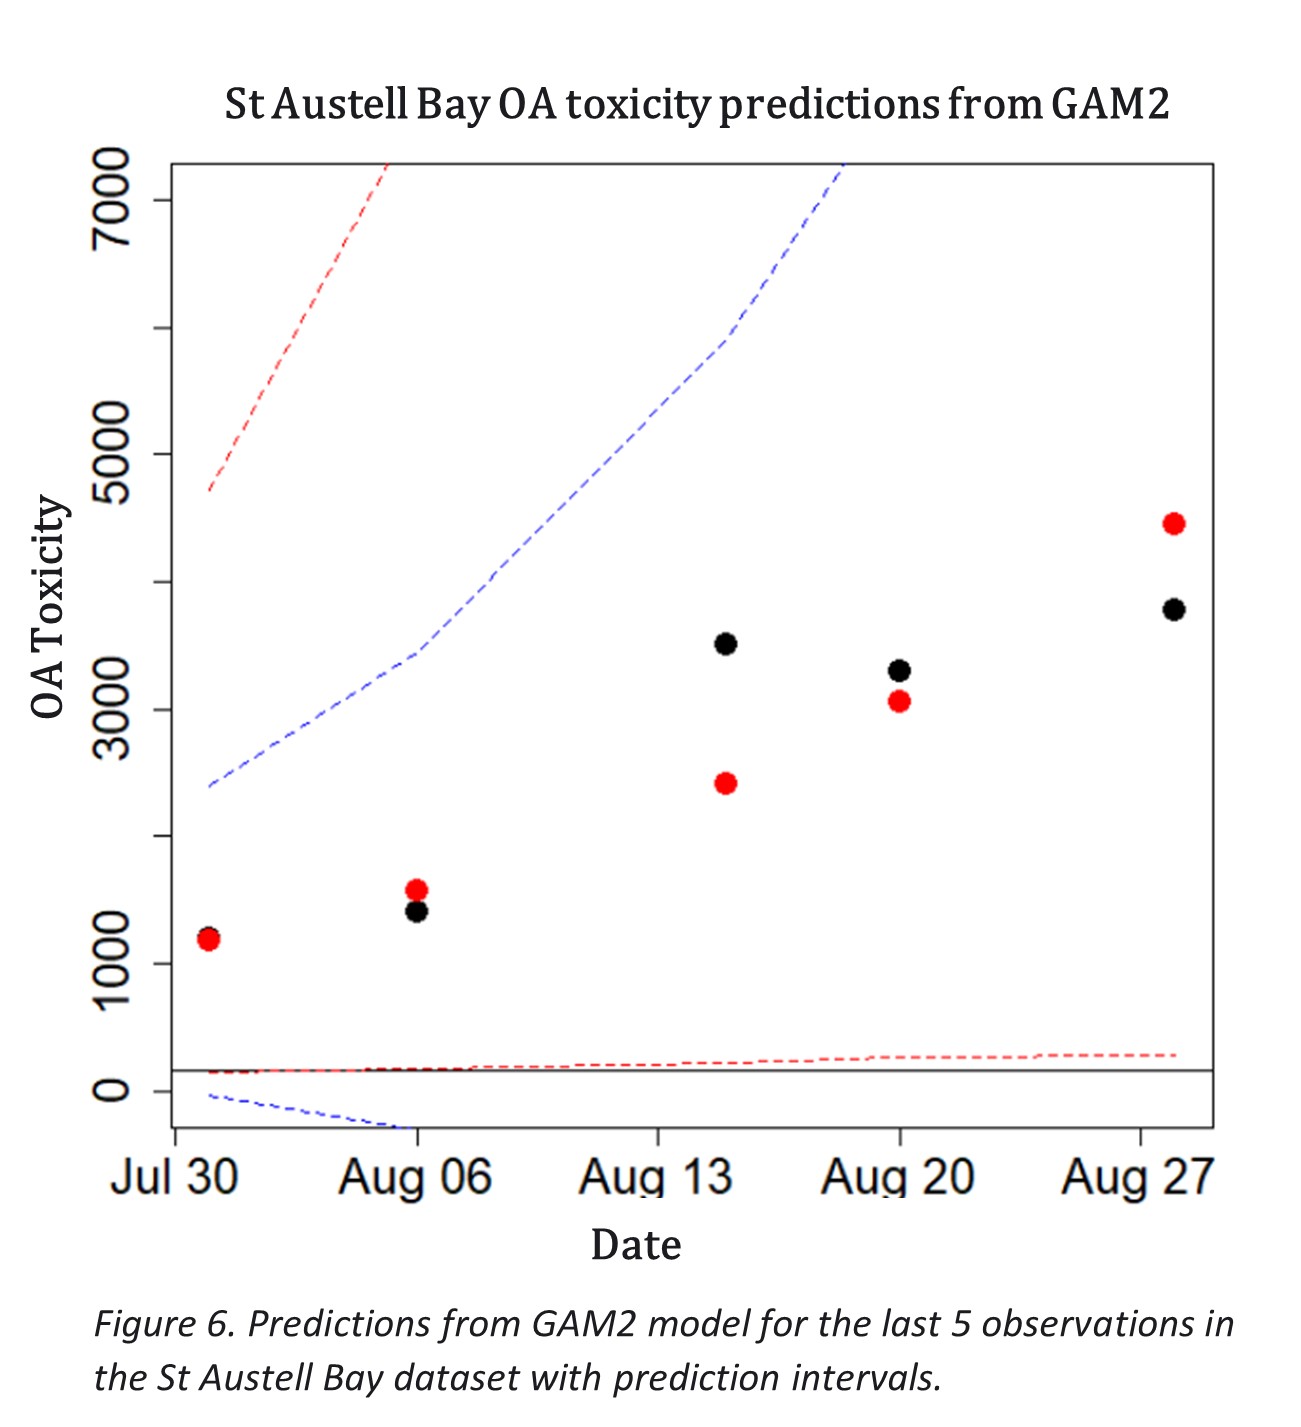 St Austell Bay OA toxicity predictions from GAM2
7000
5000
3000
1000
0
OA Toxicity
Jul 30
Aug 06
Aug 13
Aug 20
Aug 27
Date
Figure 6. Predictions from GAM2 model for the last 5 observations in
the St Austell Bay dataset with prediction intervals.